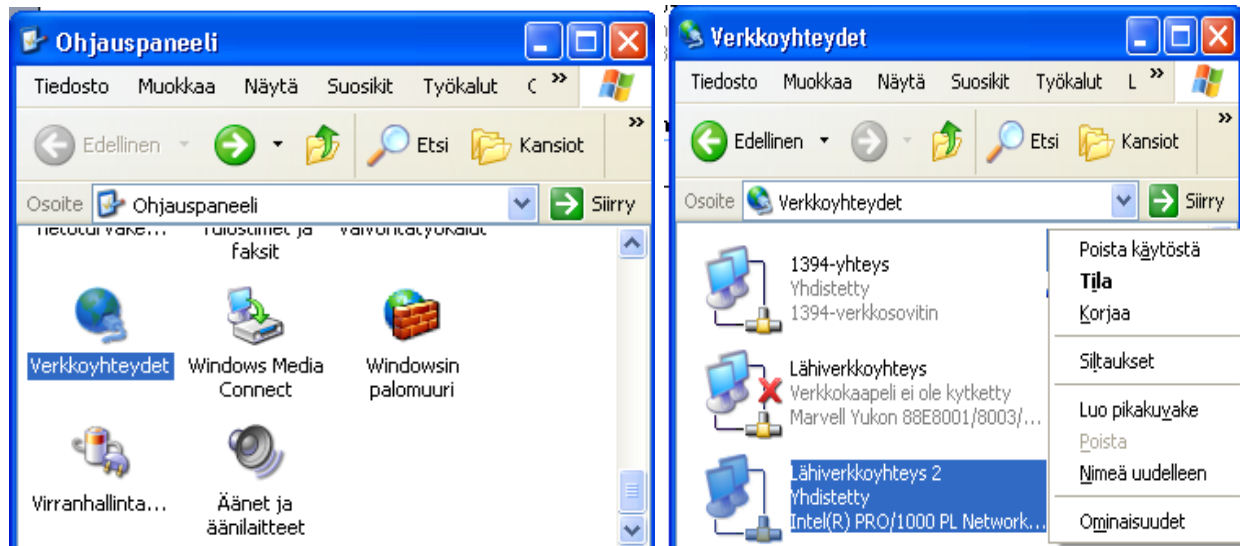 Ohjauspaneeli
Tiedosto Muokkaa Näytä Suosikit Työkalut
Edellinen Etsi Kansiot
Osoite Ohjauspaneeli Siirry
Tulostimet ja Valvontatyökalut
faksit
Verkkoyhteydet Windows Media Windowsin
Connect palomuuri
Virranhallinta... Äänet ja
äänilaitteet
Verkkoyhteydet
Tiedosto Muokkaa Näytä Suosikit Työkalut L
Edellinen Etsi Kansiot
Osoite Verkkoyhteydet Siirry
1394-yhteys
Yhdistetty
1394-verkkosovitin
Lähiverkkoyhteys
Verkkokaapeli ei ole kytketty
Marvell Yukon 88E8001/8003/...
Lähiverkkoyhteys 2
Yhdistetty
Intel(R) PRO/1000 PL Network...
Poista käytöstä
Tila
Korjaa
Siltaukset
Luo pikakuvake
Poista
Nimeä uudelleen
Ominaisuudet